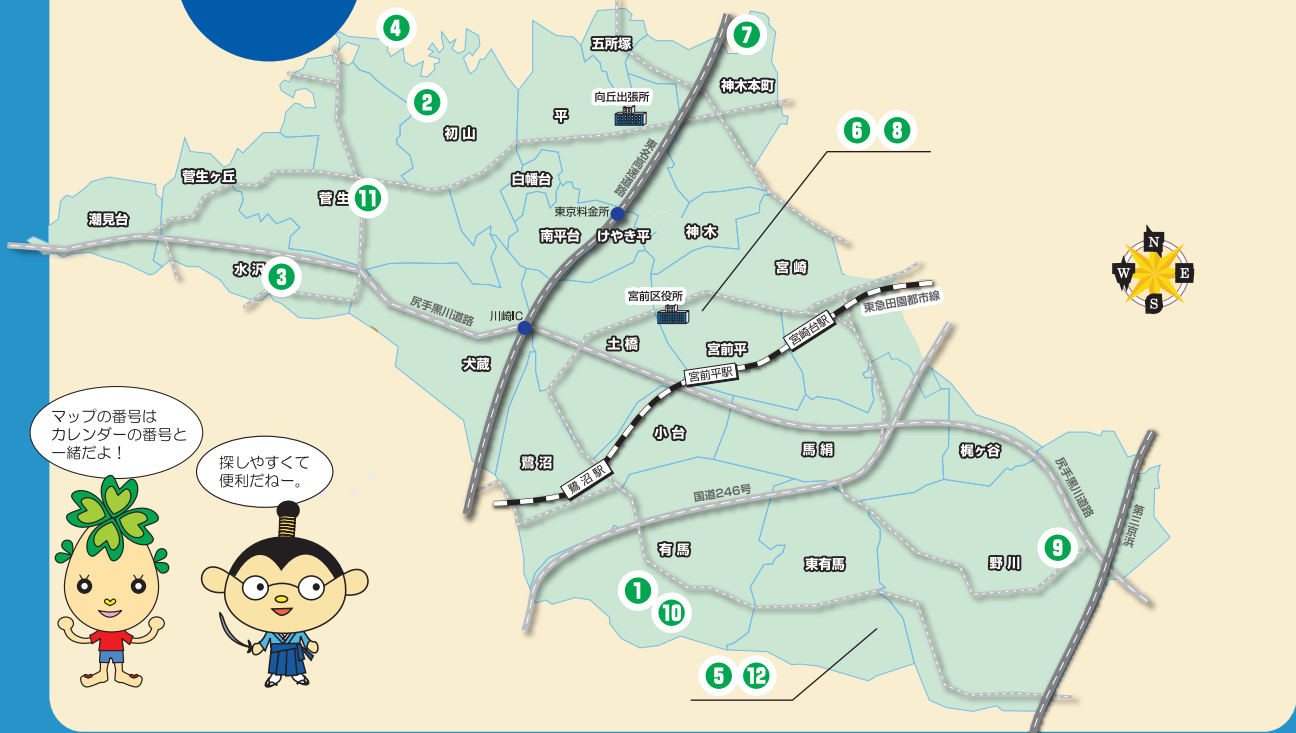 4
五所塚
7
神木本町
向丘出張所
2
平
初山
6 8
東名高速道路
菅生ヶ丘
白幡台
菅生
11
潮見台
東京料金所
南平台
けやき平
神木
N
W E
S
水沢
3
宮崎
宮前区役所
東急田園都市線
尻手黒川道路
川崎IC
宮崎台駅
土橋
宮前平
犬蔵
宮前平駅
マップの番号は
カレンダーの番号と
一緒だよ！
探しやすくて
便利だねー。
小台
馬絹
梶ヶ谷
鷺沼
鷺沼駅
国道246号
尻手黒川道路
第三京浜
有馬
東有馬
野川
9
1
10
5 12